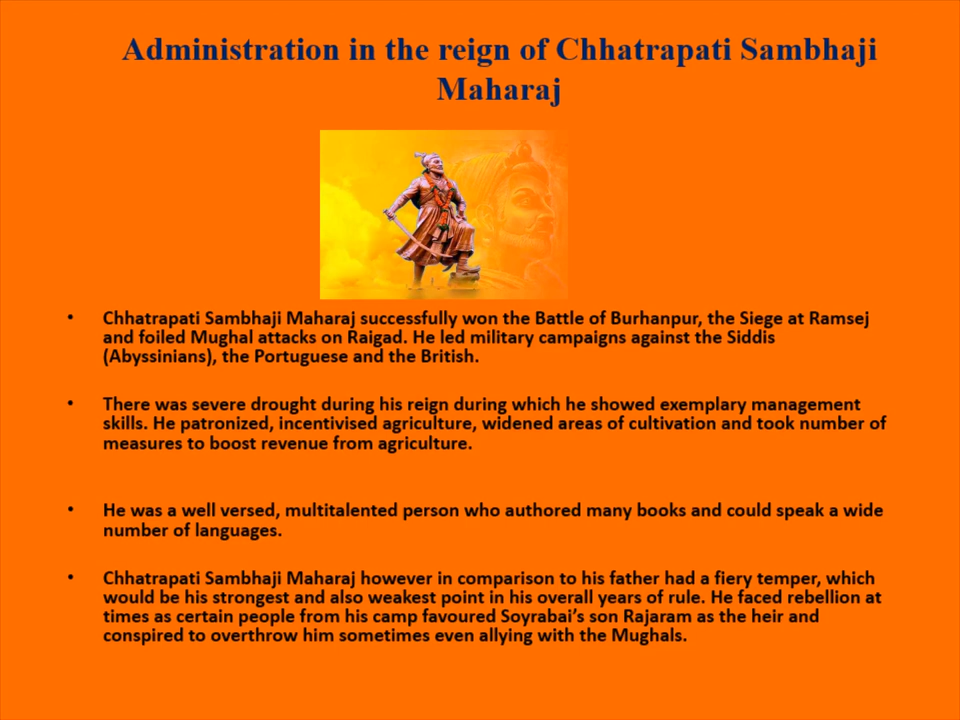 Administration in the reign of Chhatrapati Sambhaji
Maharaj
• Chhatrapati Sambhaji Maharaj successfully won the Battle of Burhanpur, the Siege at Ramsej
and foiled Mughal attacks on Raigad. He led military campaigns against the Siddis
(Abyssinians), the Portuguese and the British.
• There was severe drought during his reign during which he showed exemplary management
skills. He patronized, incentivised agriculture, widened areas of cultivation and took number of
measures to boost revenue from agriculture.
• He was a well versed, multitalented person who authored many books and could speak a wide
number of languages.
• Chhatrapati Sambhaji Maharaj however in comparison to his father had a fiery temper, which
would be his strongest and also weakest point in his overall years of rule. He faced rebellion at
times as certain people from his camp favoured Soyrabai’s son Rajaram as the heir and
conspired to overthrow him sometimes even allying with the Mughals.